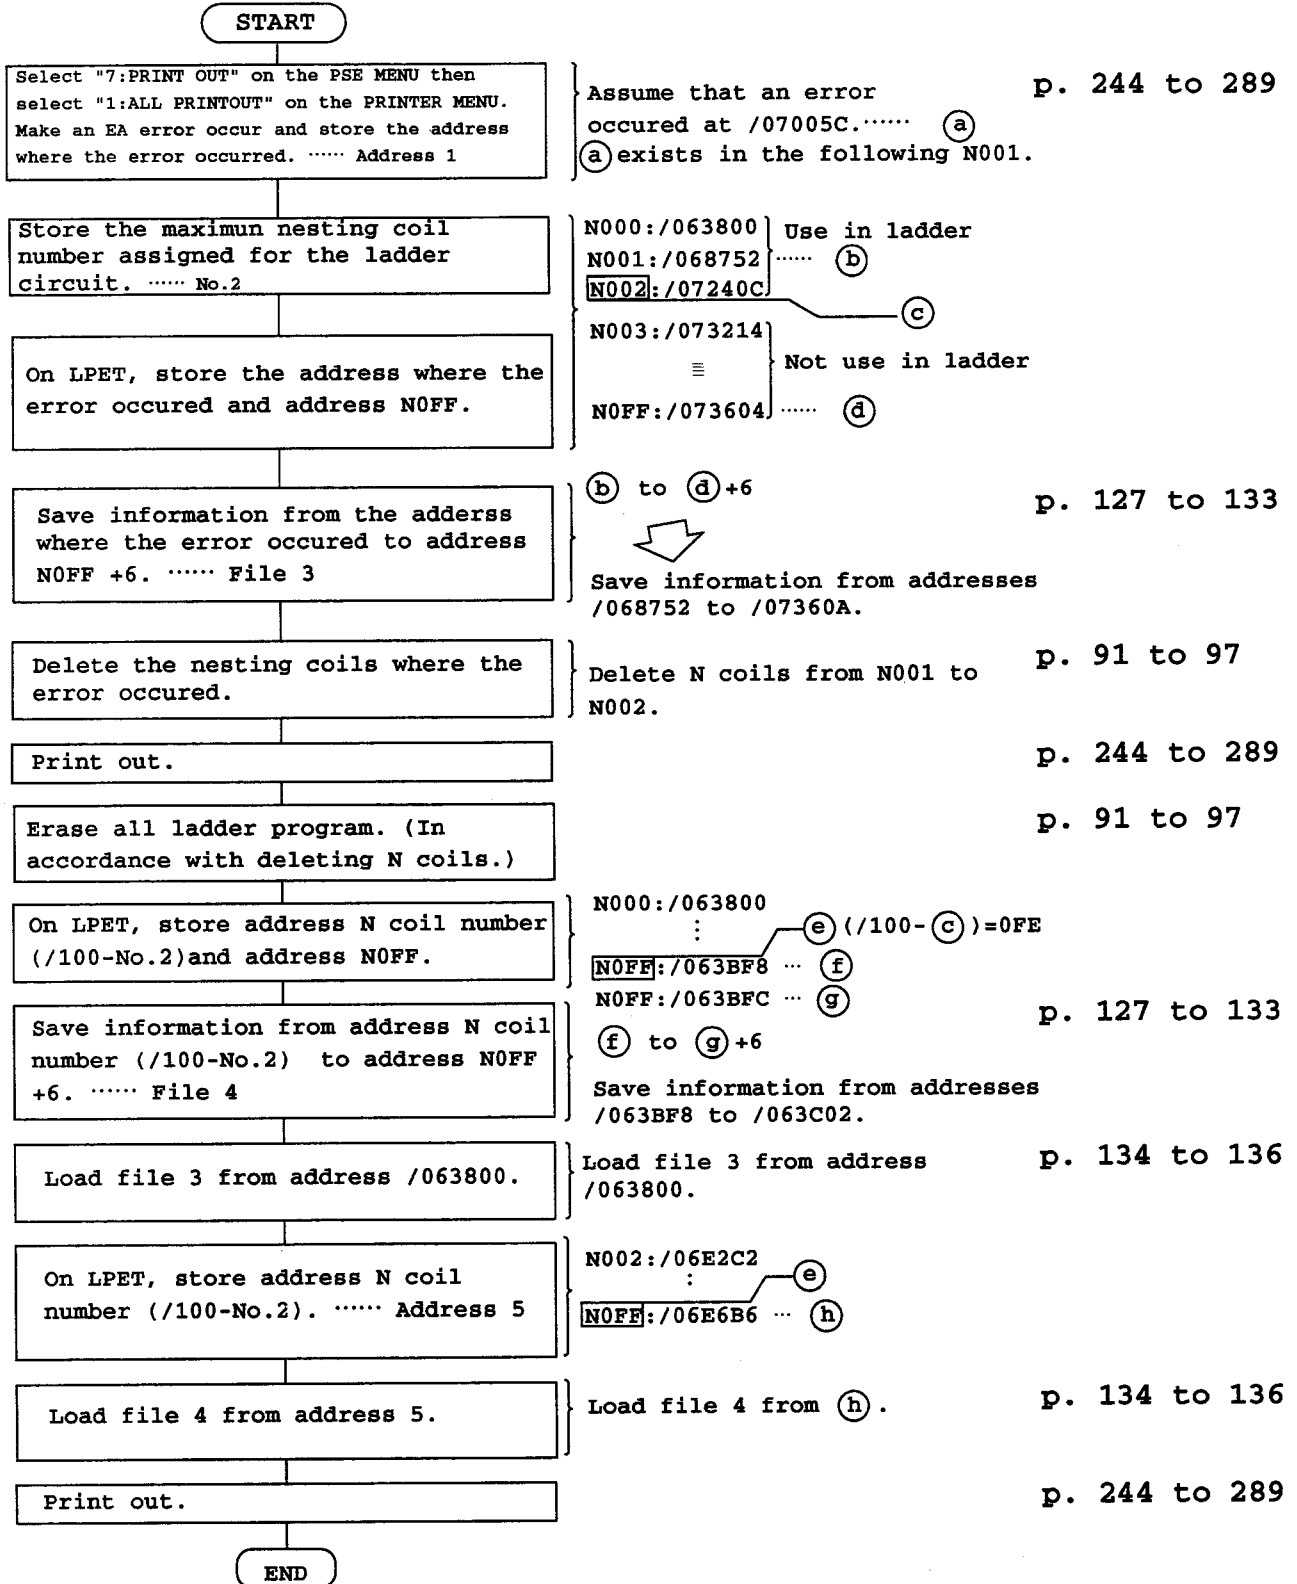 START
Select "7:PRINT OUT" on the PSE MENU then
select "1:ALL PRINTOUT" on the PRINTER MENU.
Make an EA error occur and store the address
where the error occurred. ...... Address 1
Assume that an error
occured at /07005C. ...... a
a exists in the following N001.
p. 244 to 289
Store the maximun nesting coil
number assigned for the ladder
circuit. ...... No.2
On LPET, store the address where the
error occured and address N0FF.
N000:/063800
N001:/068752
N002:/07240C
Use in ladder
...... b
c
N003:/073214
≡
N0FF:/073604
Not use in ladder
...... d
Save information from the aderss
where the error occured to address
N0FF +6. ...... File 3
b to d+6
Save information from addresses
/068752 to /07360A.
p. 127 to 133
Delete the nesting coils where the
error occured.
Delete N coils from N001 to
N002.
p. 91 to 97
Print out.
p. 244 to 289
Erase all ladder program. (In
accordance with deleting N coils.)
p. 91 to 97
On LPET, store address N coil number
(/100-No.2)and address N0FF.
N000:/063800
⋮
e (/100- c )=0FE
N0FF:/063BF8 ... f
N0FF:/063BFC ... g
Save information from address N coil
number (/100-No.2) to address N0FF
+6. ...... File 4
f to g+6
Save information from addresses
/063BF8 to /063C02.
p. 127 to 133
Load file 3 from address /063800.
Load file 3 from address
/063800.
p. 134 to 136
On LPET, store address N coil
number (/100-No.2). ...... Address 5
N002:/06E2C2
⋮
e
N0FF:/06E6B6 ... h
Load file 4 from address 5.
Load file 4 from h .
p. 134 to 136
Print out.
p. 244 to 289
END